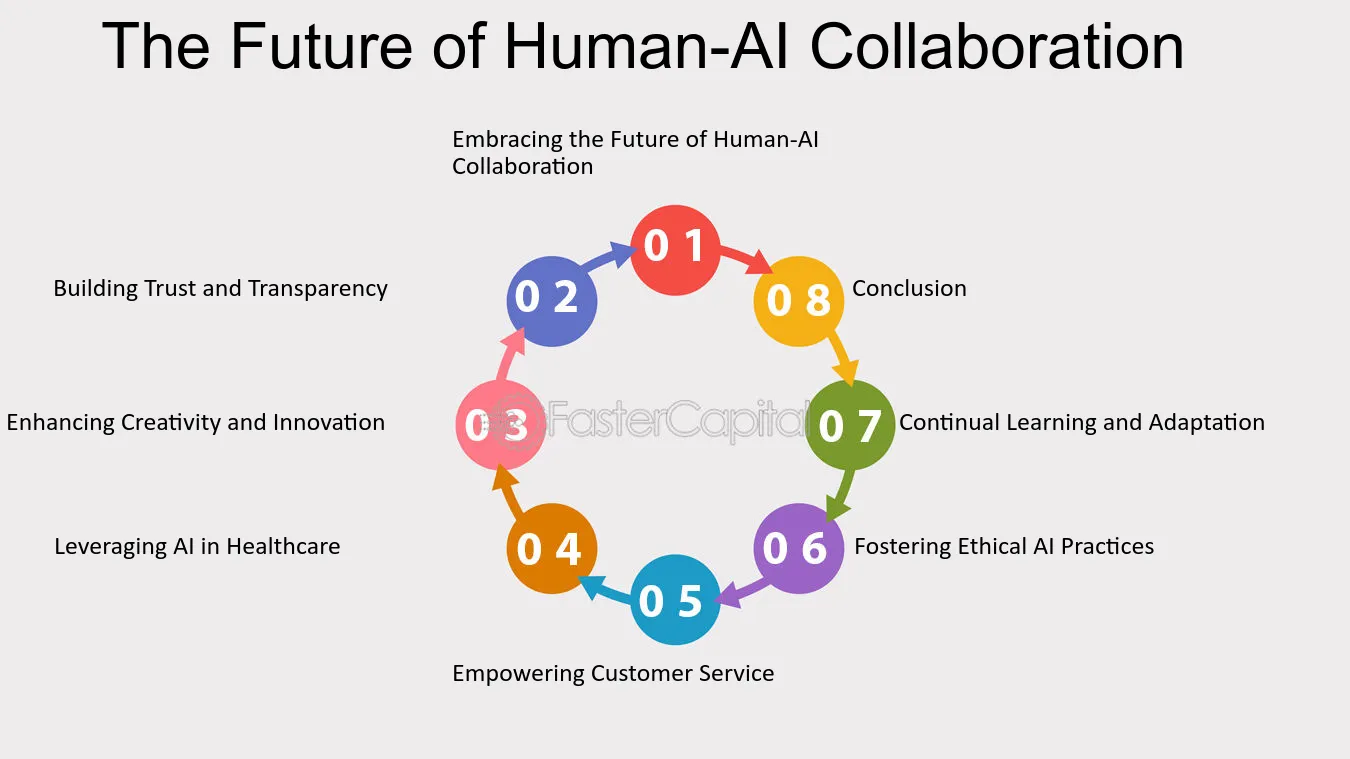 The Future of Human-AI Collaboration
Embracing the Future of Human-AI
Collaboration
0 1
0 2
Building Trust and Transparency
0 8
Conclusion
Enhancing Creativity and Innovation
0 3
FasterCapital
0 7
Continual Learning and Adaptation
Leveraging AI in Healthcare
0 4
0 6
Fostering Ethical AI Practices
0 5
Empowering Customer Service